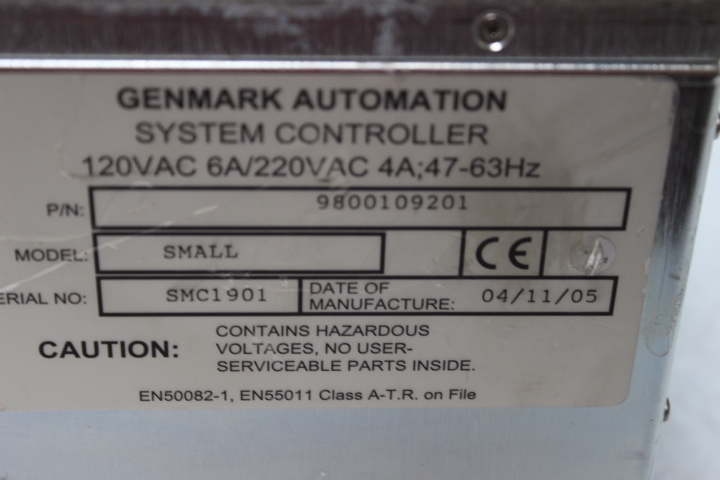 GENMARK AUTOMATION
SYSTEM CONTROLLER
120VAC 6A/220VAC 4A;47-63Hz
P/N: 9800109201
MODEL: SMALL CE
ERIAL NO: SMC1901 DATE OF MANUFACTURE: 04/11/05
CAUTION: CONTAINS HAZARDOUS
VOLTAGES, NO USER-
SERVICEABLE PARTS INSIDE.
EN50082-1, EN55011 Class A-T.R. on File